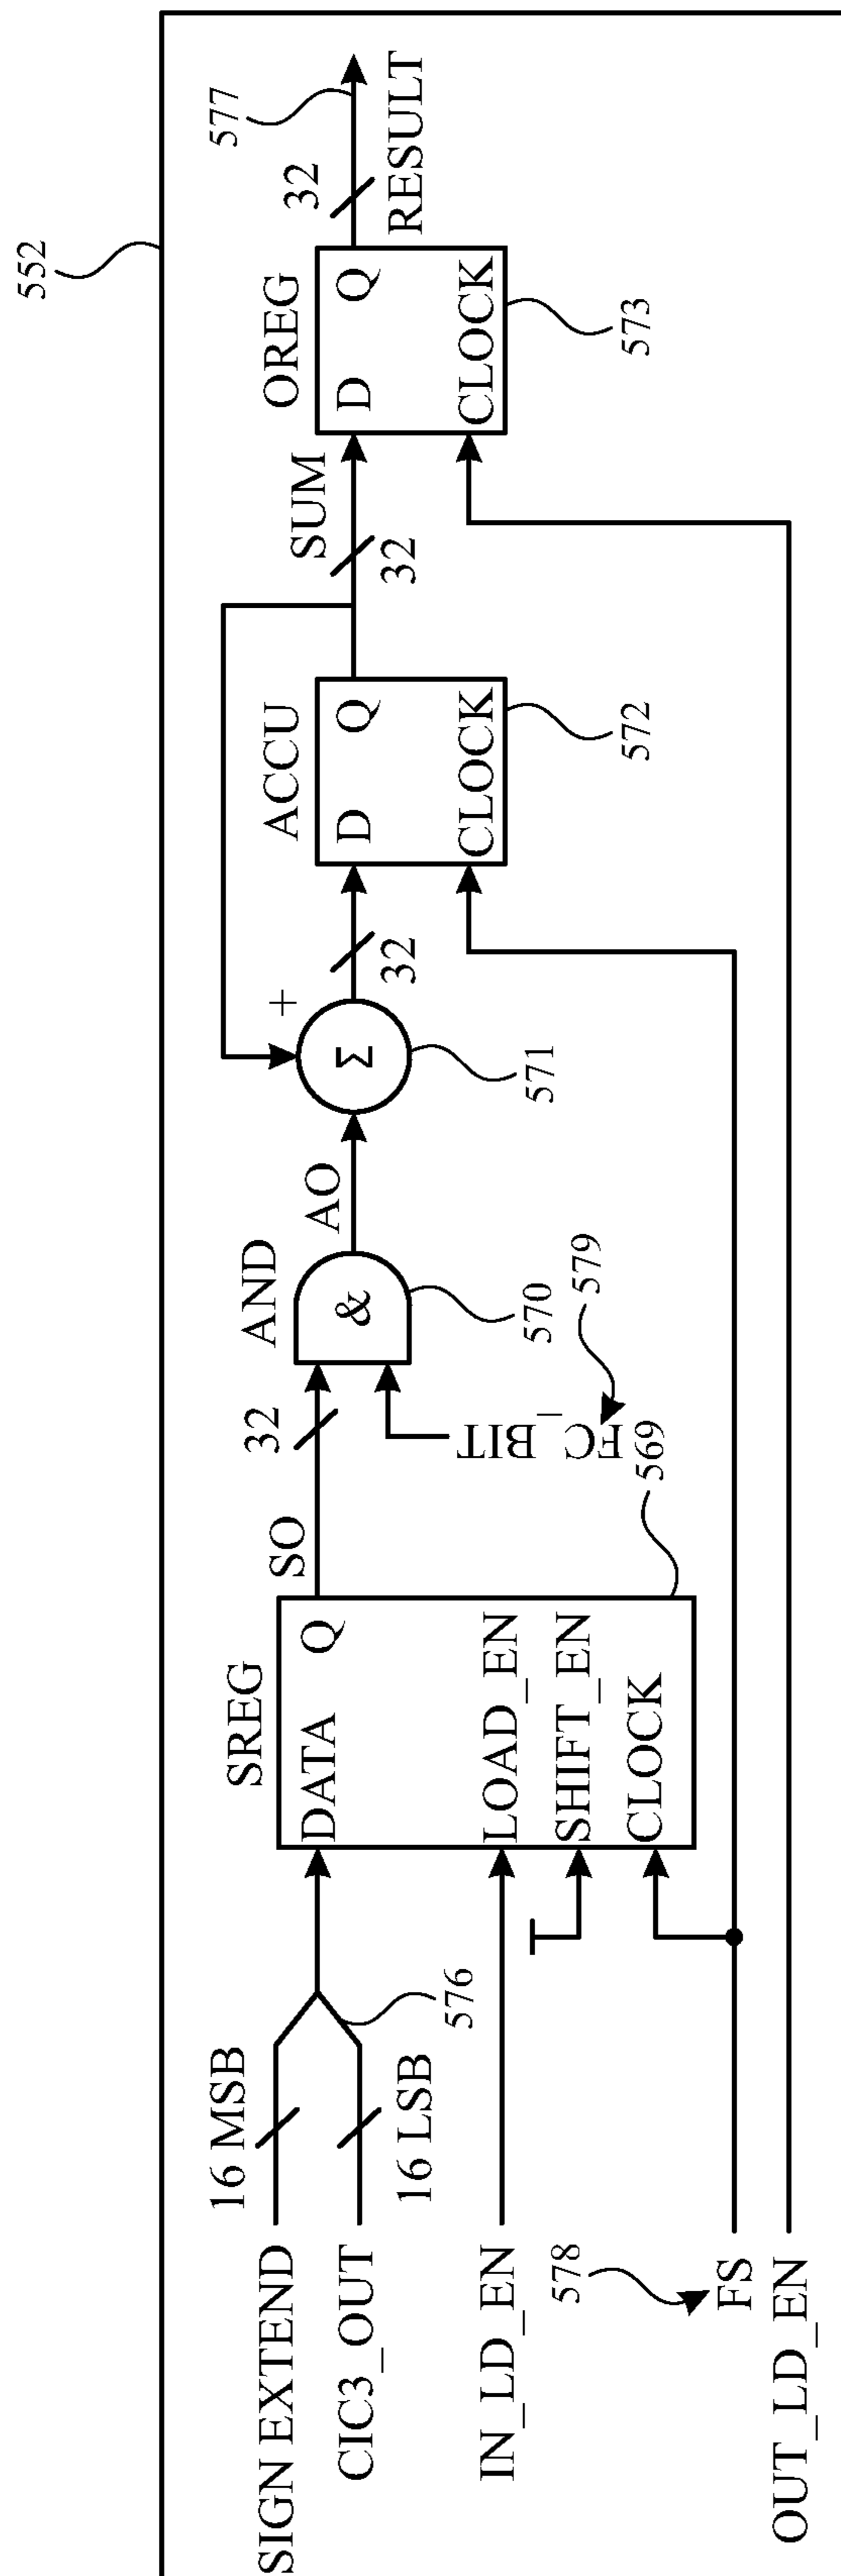 552
577
32
RESULT
OREG
D
Q
CLOCK
573
SUM
32
ACCU
D
Q
CLOCK
572
+
32
Σ
571
AO
AND
&
570
32
SO
FC_BIT
579
SREG
DATA
Q
LOAD_EN
SHIFT_EN
CLOCK
569
16 MSB
576
16 LSB
SIGN EXTEND
CIC3_OUT
IN_LD_EN
578
FS
OUT_LD_EN